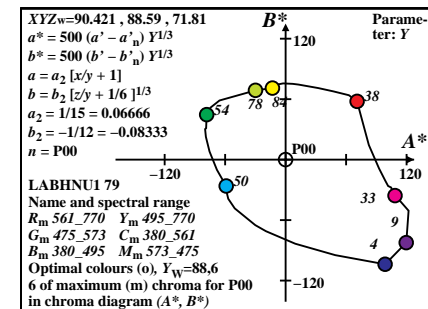 XYZw=90.421 , 88.59 , 71.81
a* = 500 (a’ - a’n) Y1/3
b* = 500 (b’ - b’n) Y1/3
a = a2 [x/y + 1]
b = b2 [z/y + 1/6 ]1/3
a2 = 1/15 = 0.06666
b2 = −1/12 = −0.08333
n = P00
B*
Parame-
ter: Y
120
78
84
38
54
A*
P00
−120
120
50
33
9
4
−120
LABHNU1 79
Name and spectral range
Rm 561_770 Ym 495_770
Gm 475_573 Cm 380_561
Bm 380_495 Mm 573_475
Optimal colours (o), YW=88,6
6 of maximum (m) chroma for P00
in chroma diagram (A*, B*)